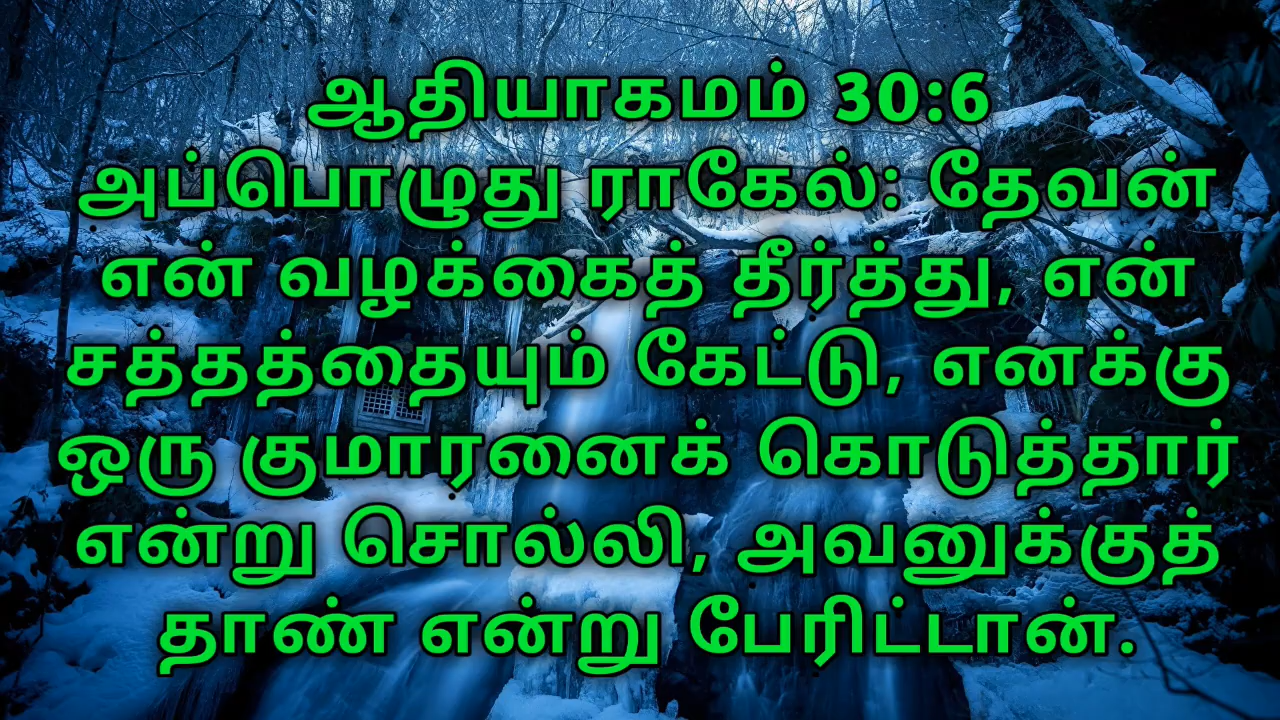 ஆதியாகமம் 30:6
அப்பொழுது ராகேல்: தேவன்
என் வழக்கைத் தீர்த்து, என்
சத்தத்தையும் கேட்டு, எனக்கு
ஒரு குமாரனைக் கொடுத்தார்
என்று சொல்லி, அவனுக்குத்
தாண் என்று பேரிட்டான்.